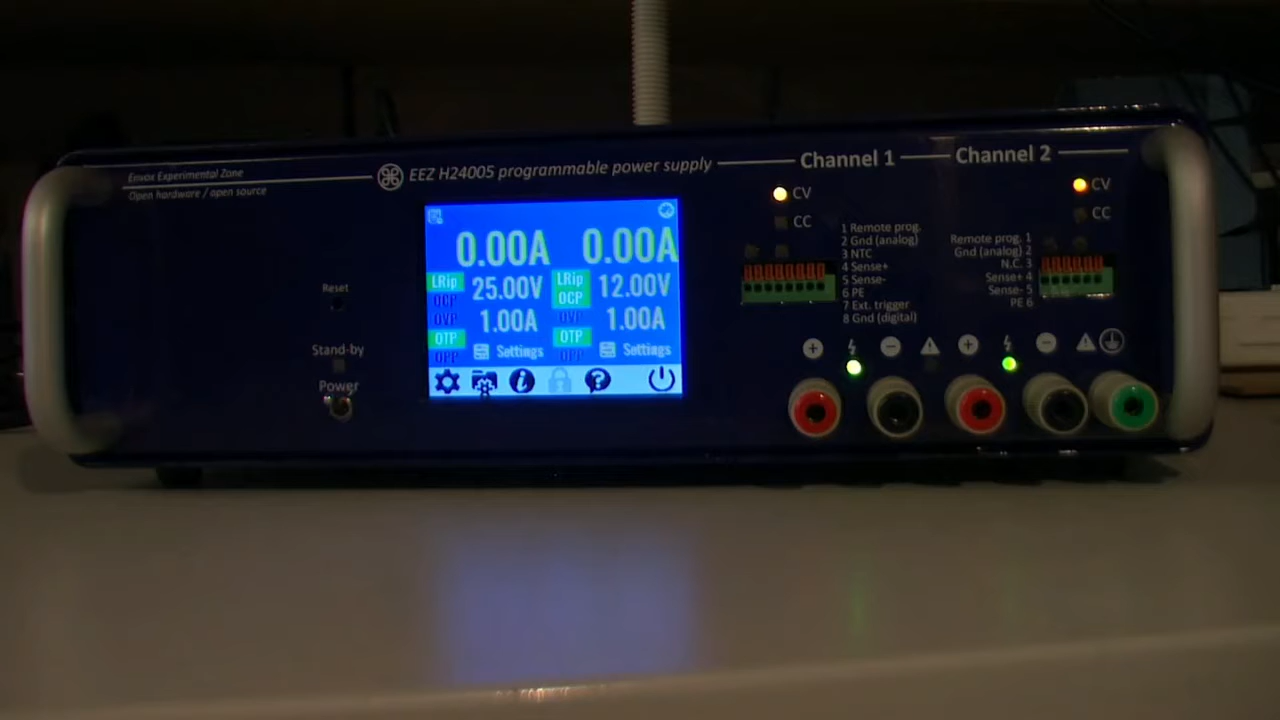 Envox Experimental Zone
Open hardware / open source
EEZ H24005 programmable power supply
Channel 1
Channel 2
CV
CC
CV
CC
1 Remote prog.
2 Gnd (analog)
3 NTC
4 Sense+
5 Sense-
6 PE
7 Ext. trigger
8 Gnd (digital)
Remote prog. 1
Gnd (analog) 2
N.C. 3
Sense+ 4
Sense- 5
PE 6
Reset
Stand-by
Power
0.00A
0.00A
LRip
OCP
OVP
OTP
OPP
25.00V
1.00A
Settings
LRip
OCP
OVP
OTP
OPP
12.00V
1.00A
Settings